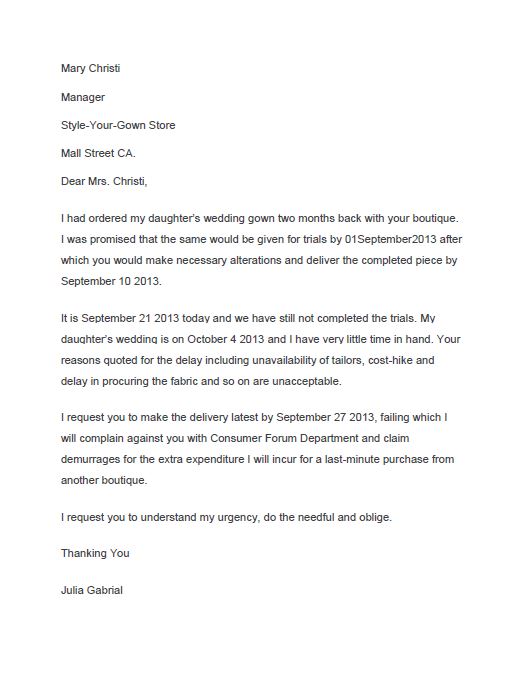 Mary Christi
Manager
Style-Your-Gown Store
Mall Street CA.
Dear Mrs. Christi,
I had ordered my daughter's wedding gown two months back with your boutique.
I was promised that the same would be given for trials by 01September2013 after
which you would make necessary alterations and deliver the completed piece by
September 10 2013.
It is September 21 2013 today and we have still not completed the trials. My
daughter's wedding is on October 4 2013 and I have very little time in hand. Your
reasons quoted for the delay including unavailability of tailors, cost-hike and
delay in procuring the fabric and so on are unacceptable.
I request you to make the delivery latest by September 27 2013, failing which I
will complain against you with Consumer Forum Department and claim
demurrages for the extra expenditure I will incur for a last-minute purchase from
another boutique.
I request you to understand my urgency, do the needful and oblige.
Thanking You
Julia Gabrial